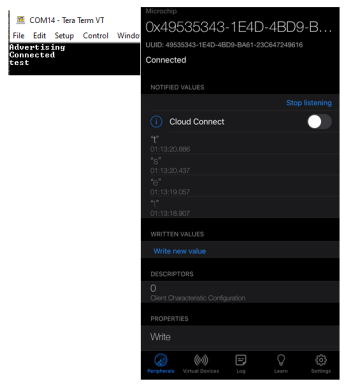 COM14 - Tera Term VT
File Edit Setup Control Windo
Advertising
Connected
test
Microchip
0x49535343-1E4D-4BD9-B...
UUID: 49535343-1E4D-4BD9-BA61-23C647249616
Connected
NOTIFIED VALUES
Stop listening
Cloud Connect
"t"
01:13:20.886
"s"
01:13:20.437
"e"
01:13:19.057
"t"
01:13:18.907
WRITTEN VALUES
Write new value
DESCRIPTORS
0
Client Characteristic Configuration
PROPERTIES
Write
Peripherals Virtual Devices Log Learn Settings